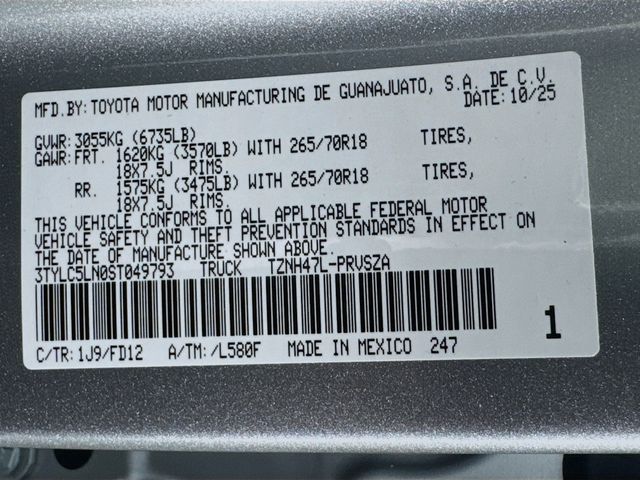 MFD.BY:TOYOTA MOTOR MANUFACTURING DE GUANAJUATO, S.A. DE C.V.
DATE: 10/25
GVWR:3055KG (6735LB)
GAWR:FRT. 1620KG (3570LB) WITH 265/70R18 TIRES,
18X7.5J RIMS.
RR. 1575KG (3475LB) WITH 265/70R18 TIRES,
18X7.5J RIMS.
THIS VEHICLE CONFORMS TO ALL APPLICABLE FEDERAL MOTOR
VEHICLE SAFETY AND THEFT PREVENTION STANDARDS IN EFFECT ON
THE DATE OF MANUFACTURE SHOWN ABOVE.
3TYLC5LN0ST049793 TRUCK TZNH47L-PRVSZA
1
C/TR:1J9/FD12 A/TM:/L580F MADE IN MEXICO 247